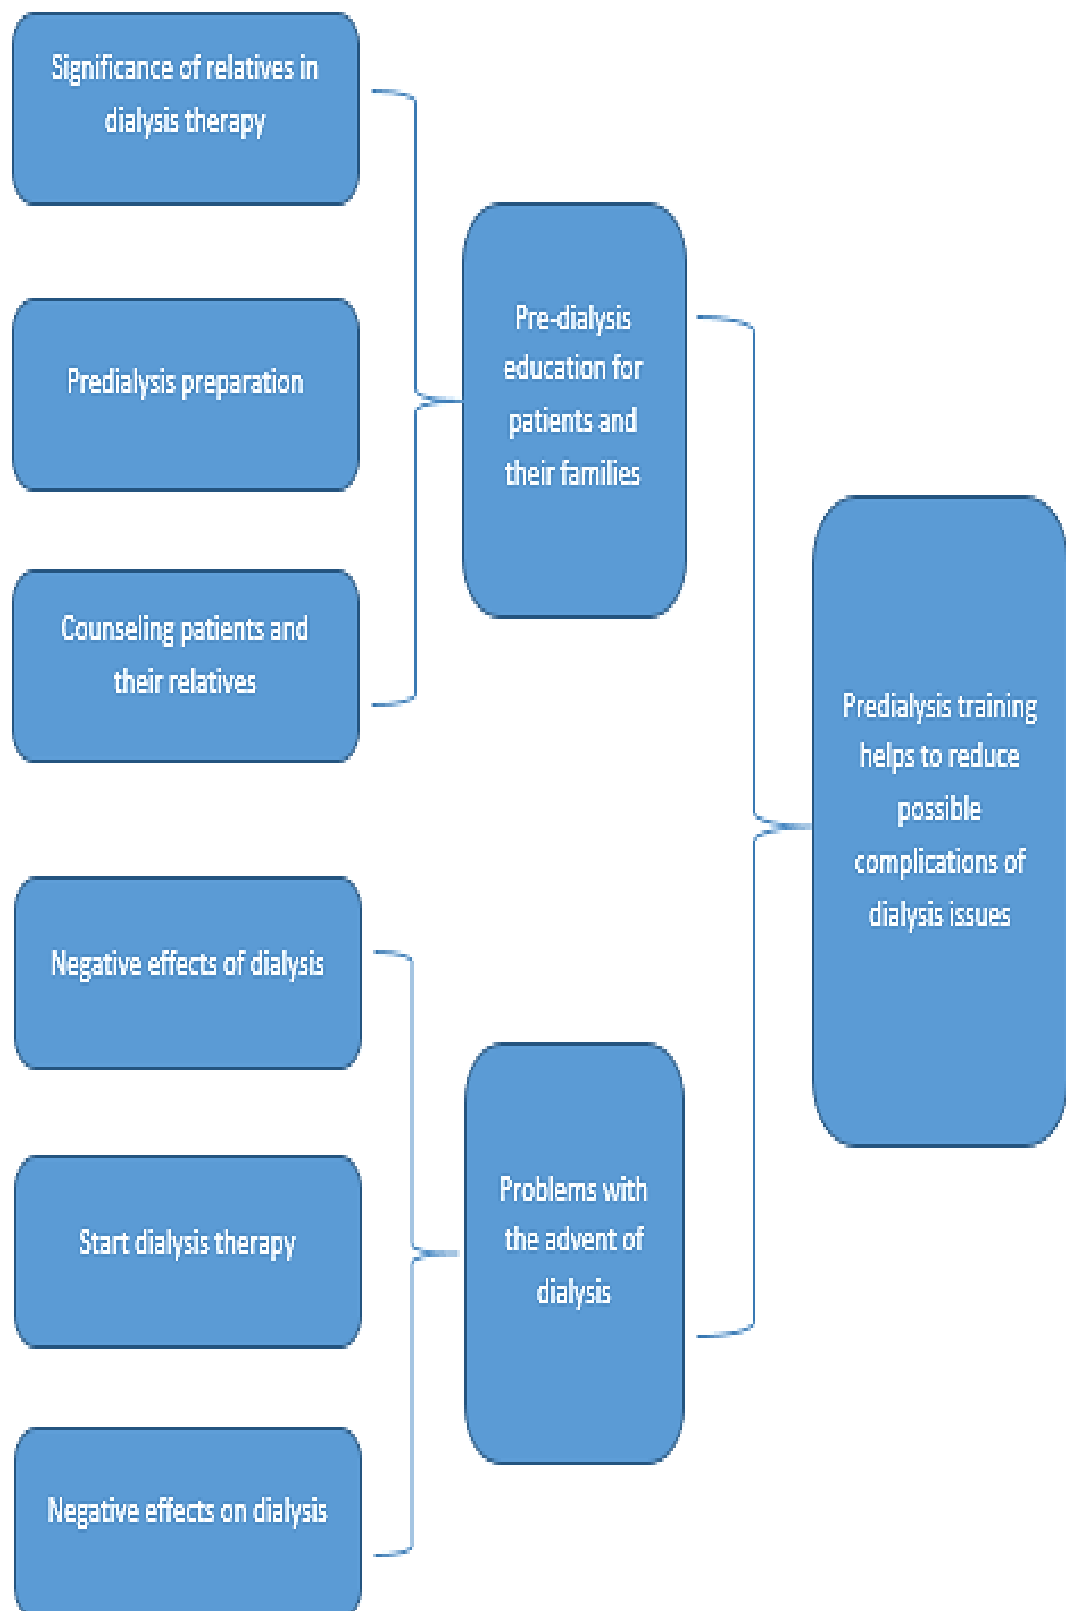 Significance of relatives in
dialysis therapy
Predialysis preparation
Counseling patients and
their relatives
Pre-dialysis
education for
patients and
their families
Negative effects of dialysis
Start dialysis therapy
Negative effects on dialysis
Problems with
the advent of
dialysis
Predialysis training
helps to reduce
possible
complications of
dialysis issues